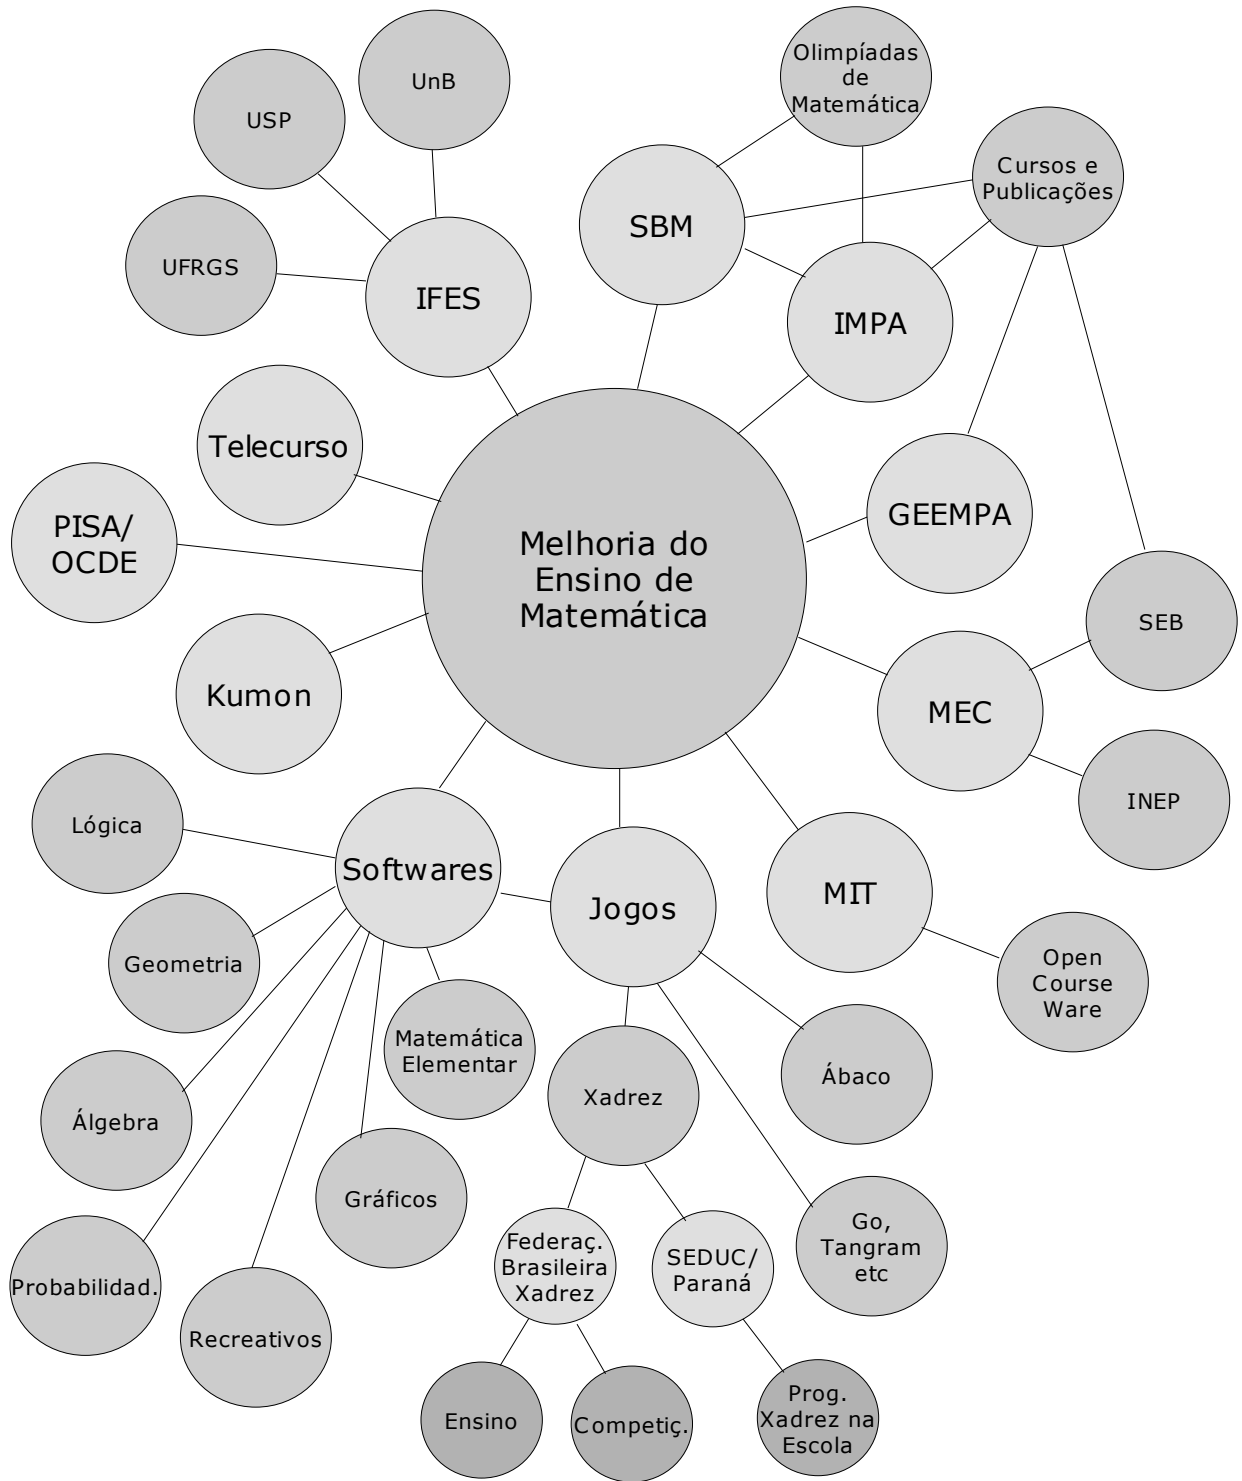 UnB
Olimpíadas
de
Matemática
USP
Cursos e
Publicações
SBM
UFRGS
IFES
IMPA
Telecurso
GEEMPA
PISA/
OCDE
Melhoria do
Ensino de
Matemática
SEB
Kumon
MEC
INEP
Lógica
Softwares
Jogos
MIT
Geometria
Open
Course
Ware
Matemática
Elementar
Xadrez
Ábaco
Álgebra
Gráficos
Go,
Tangram
etc
Federaç.
Brasileira
Xadrez
SEDUC/
Paraná
Probabilidad.
Recreativos
Ensino
Competiç.
Prog.
Xadrez na
Escola